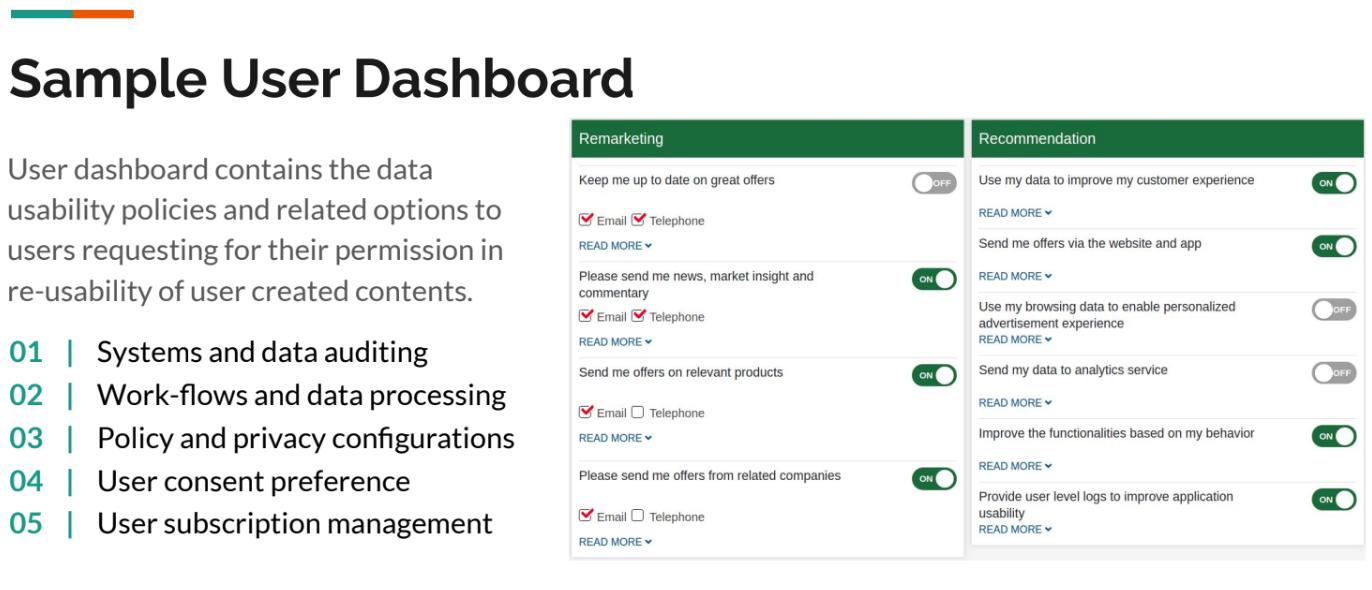 Sample User Dashboard
User dashboard contains the data
usability policies and related options to
users requesting for their permission in
re-usability of user created contents.
01 | Systems and data auditing
02 | Work-flows and data processing
03 | Policy and privacy configurations
04 | User consent preference
05 | User subscription management
Remarketing
Keep me up to date on great offers
OFF
Email Telephone
READ MORE
Please send me news, market insight and
commentary
ON
Email Telephone
READ MORE
Send me offers on relevant products
ON
Email Telephone
READ MORE
Please send me offers from related companies
ON
Email Telephone
READ MORE
Recommendation
Use my data to improve my customer experience
ON
READ MORE
Send me offers via the website and app
ON
READ MORE
Use my browsing data to enable personalized
advertisement experience
OFF
READ MORE
Send my data to analytics service
OFF
READ MORE
Improve the functionalities based on my behavior
ON
READ MORE
Provide user level logs to improve application
usability
ON
READ MORE